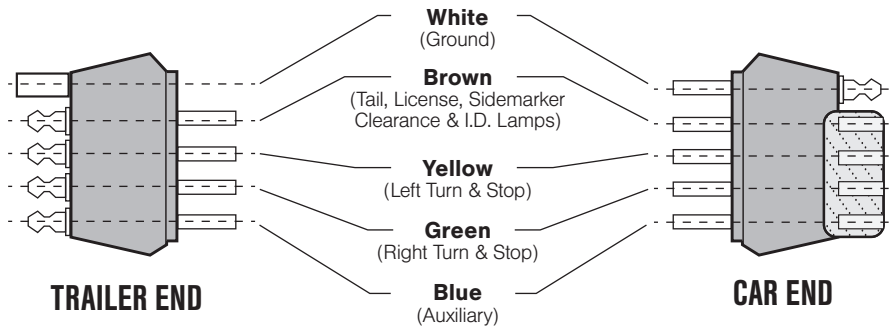 White
(Ground)
Brown
(Tail, License, Sidemarker
Clearance & I.D. Lamps)
Yellow
(Left Turn & Stop)
Green
(Right Turn & Stop)
Blue
(Auxiliary)
TRAILER END
CAR END